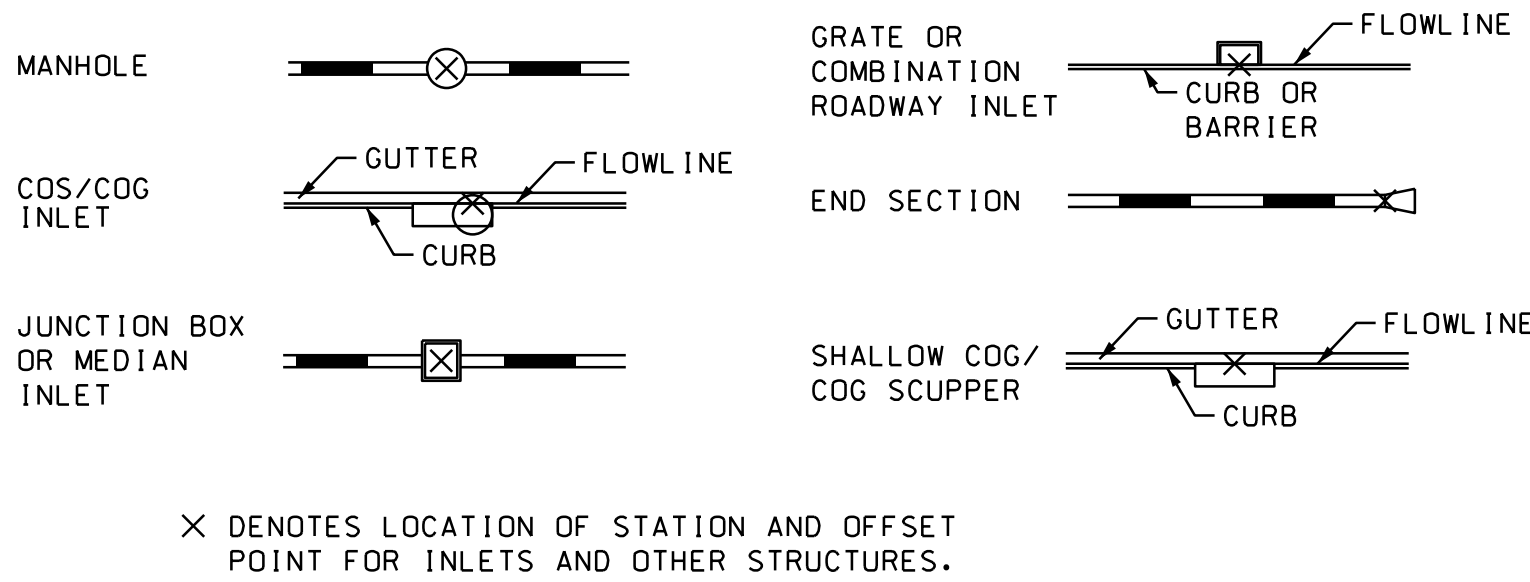 MANHOLE
COS/COG
INLET
GUTTER
FLOWLINE
CURB
JUNCTION BOX
OR MEDIAN
INLET
GRATE OR
COMBINATION
ROADWAY INLET
FLOWLINE
CURB OR
BARRIER
END SECTION
SHALLOW COG/
COG SCUPPER
GUTTER
FLOWLINE
CURB
X DENOTES LOCATION OF STATION AND OFFSET
POINT FOR INLETS AND OTHER STRUCTURES.